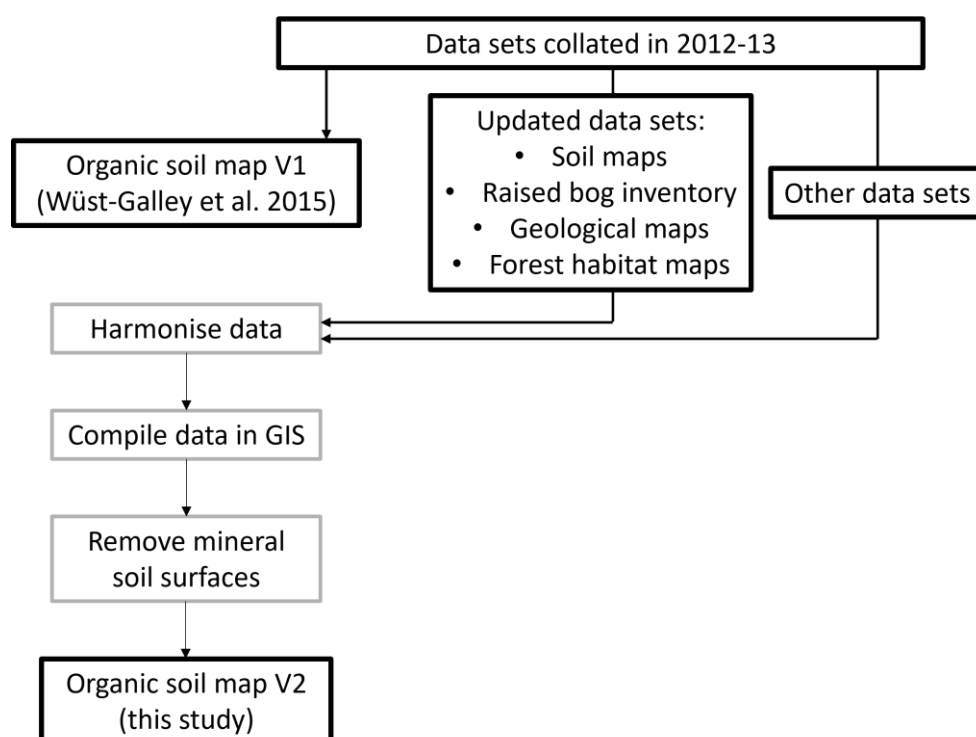 Data sets collated in 2012-13
Organic soil map V1
(Wüst-Galley et al. 2015)
Updated data sets:
• Soil maps
• Raised bog inventory
• Geological maps
• Forest habitat maps
Other data sets
Harmonise data
Compile data in GIS
Remove mineral
soil surfaces
Organic soil map V2
(this study)